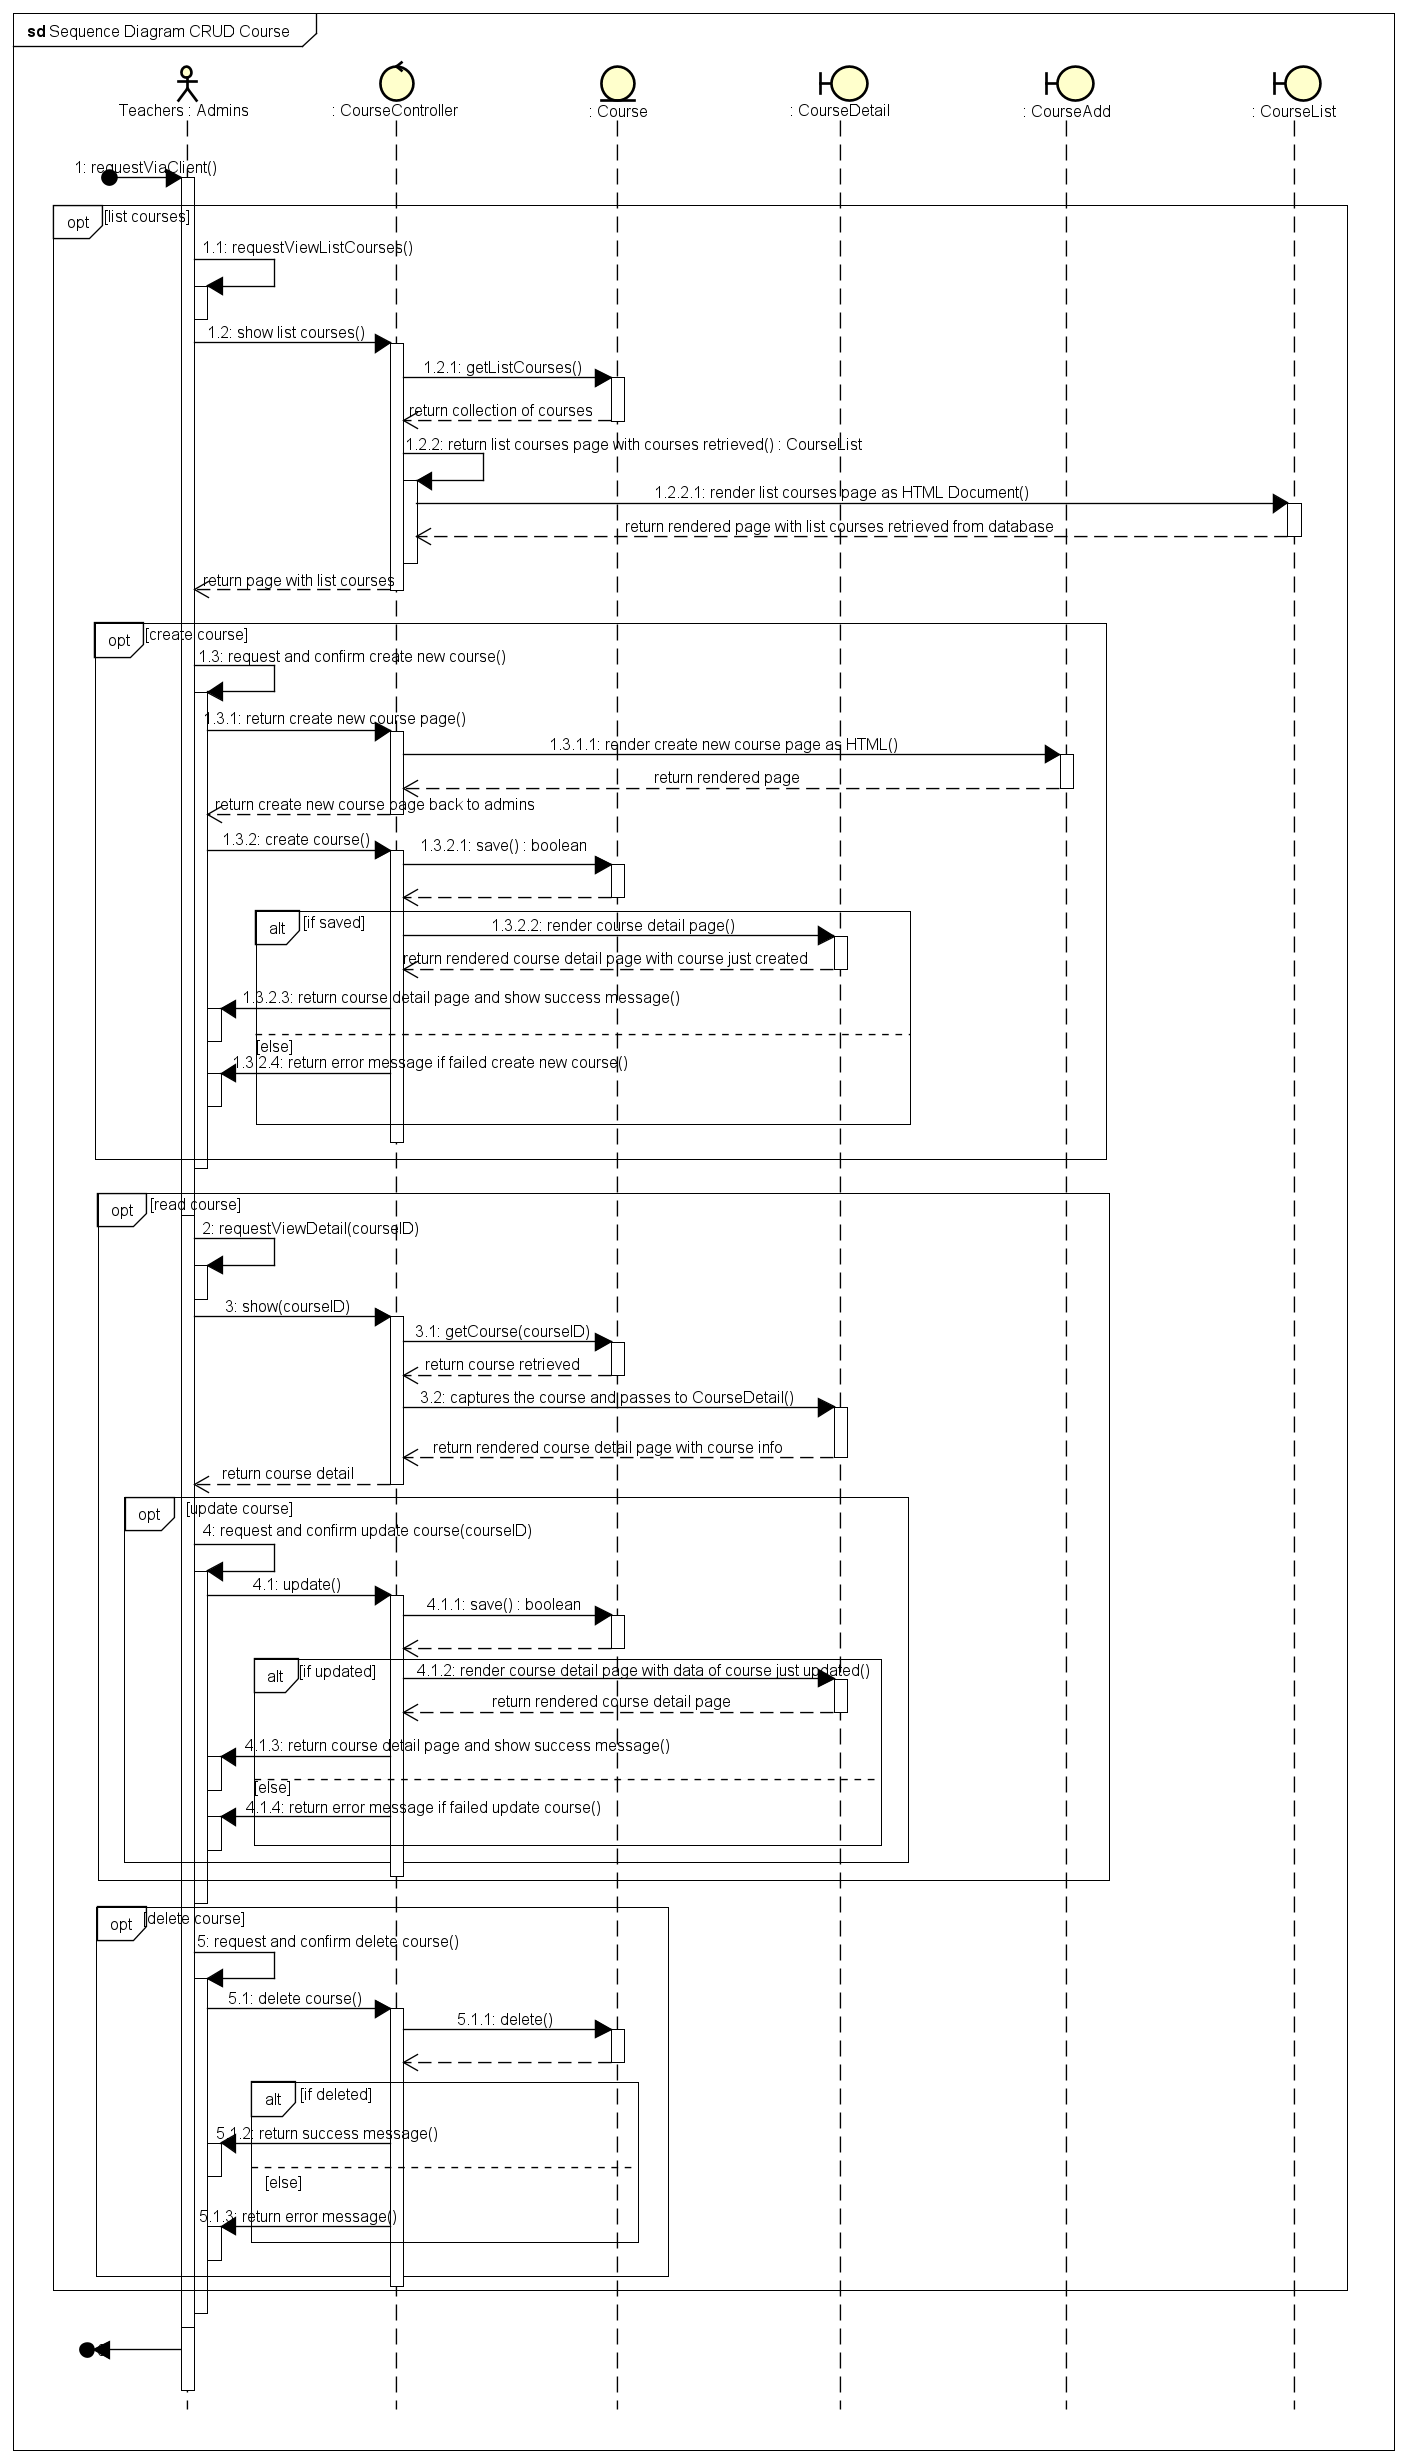 sd Sequence Diagram CRUD Course
Teachers : Admins
: CourseController
: Course
: CourseDetail
: CourseAdd
: CourseList
1: requestViaClient()
opt
[list courses]
1.1: requestViewListCourses()
1.2: show list courses()
1.2.1: getListCourses()
return collection of courses
1.2.2: return list courses page with courses retrieved() : CourseList
1.2.2.1: render list courses page as HTML Document()
return rendered page with list courses retrieved from database
return page with list courses
opt
[create course]
1.3: request and confirm create new course()
1.3.1: return create new course page()
1.3.1.1: render create new course page as HTML()
return rendered page
return create new course page back to admins
1.3.2: create course()
1.3.2.1: save() : boolean
alt
[if saved]
1.3.2.2: render course detail page()
return rendered course detail page with course just created
1.3.2.3: return course detail page and show success message()
[else]
1.3.2.4: return error message if failed create new course()
opt
[read course]
2: requestViewDetail(courseID)
3: show(courseID)
3.1: getCourse(courseID)
return course retrieved
3.2: captures the course and passes to CourseDetail()
return rendered course detail page with course info
return course detail
opt
[update course]
4: request and confirm update course(courseID)
4.1: update()
4.1.1: save() : boolean
alt
[if updated]
4.1.2: render course detail page with data of course just updated()
return rendered course detail page
4.1.3: return course detail page and show success message()
[else]
4.1.4: return error message if failed update course()
opt
[delete course]
5: request and confirm delete course()
5.1: delete course()
5.1.1: delete()
alt
[if deleted]
5.1.2: return success message()
[else]
5.1.3: return error message()